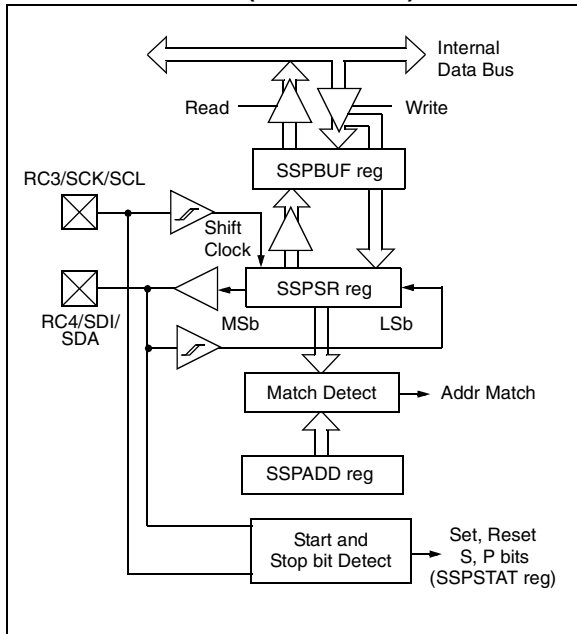 Internal
Data Bus
Read
Write
SSPBUF reg
RC3/SCK/SCL
Shift
Clock
SSPSR reg
MSb
LSb
RC4/SDI/
SDA
Match Detect
Addr Match
SSPADD reg
Start and
Stop bit Detect
Set, Reset
S, P bits
(SSPSTAT reg)